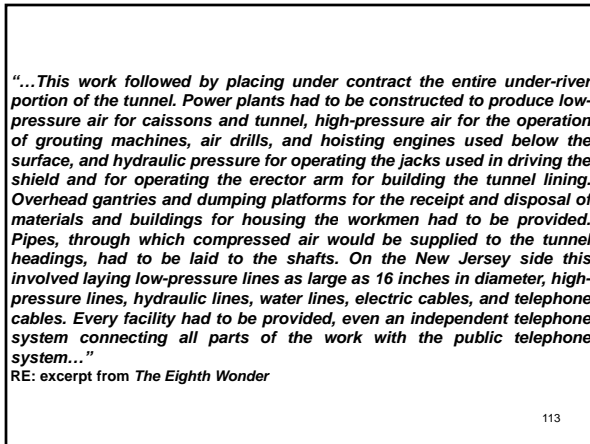 “…This work followed by placing under contract the entire under-river
portion of the tunnel. Power plants had to be constructed to produce low-
pressure air for caissons and tunnel, high-pressure air for the operation
of grouting machines, air drills, and hoisting engines used below the
surface, and hydraulic pressure for operating the jacks used in driving the
shield and for operating the erector arm for building the tunnel lining.
Overhead gantries and dumping platforms for the receipt and disposal of
materials and buildings for housing the workmen had to be provided.
Pipes, through which compressed air would be supplied to the tunnel
headings, had to be laid to the shafts. On the New Jersey side this
involved laying low-pressure lines as large as 16 inches in diameter, high-
pressure lines, hydraulic lines, water lines, electric cables, and telephone
cables. Every facility had to be provided, even an independent telephone
system connecting all parts of the work with the public telephone
system…”
RE: excerpt from The Eighth Wonder
113